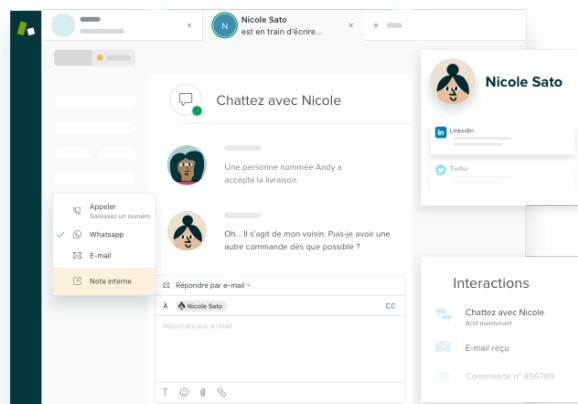 Nicole Sato
est en train d'écrire...
N
Chattez avec Nicole
Une personne nommée Andy a
accepté la livraison.
Oh... Il s'agit de mon voisin. Puis-je avoir une
autre commande dès que possible ?
Appeler
Saisissez un numéro
Whatsapp
E-mail
Note interne
Répondre par e-mail
À Nicole Sato CC
Répondre par e-mail
Nicole Sato
LinkedIn
Twitter
Interactions
Chattez avec Nicole
Actif maintenant
E-mail reçu
Commande n° 456789